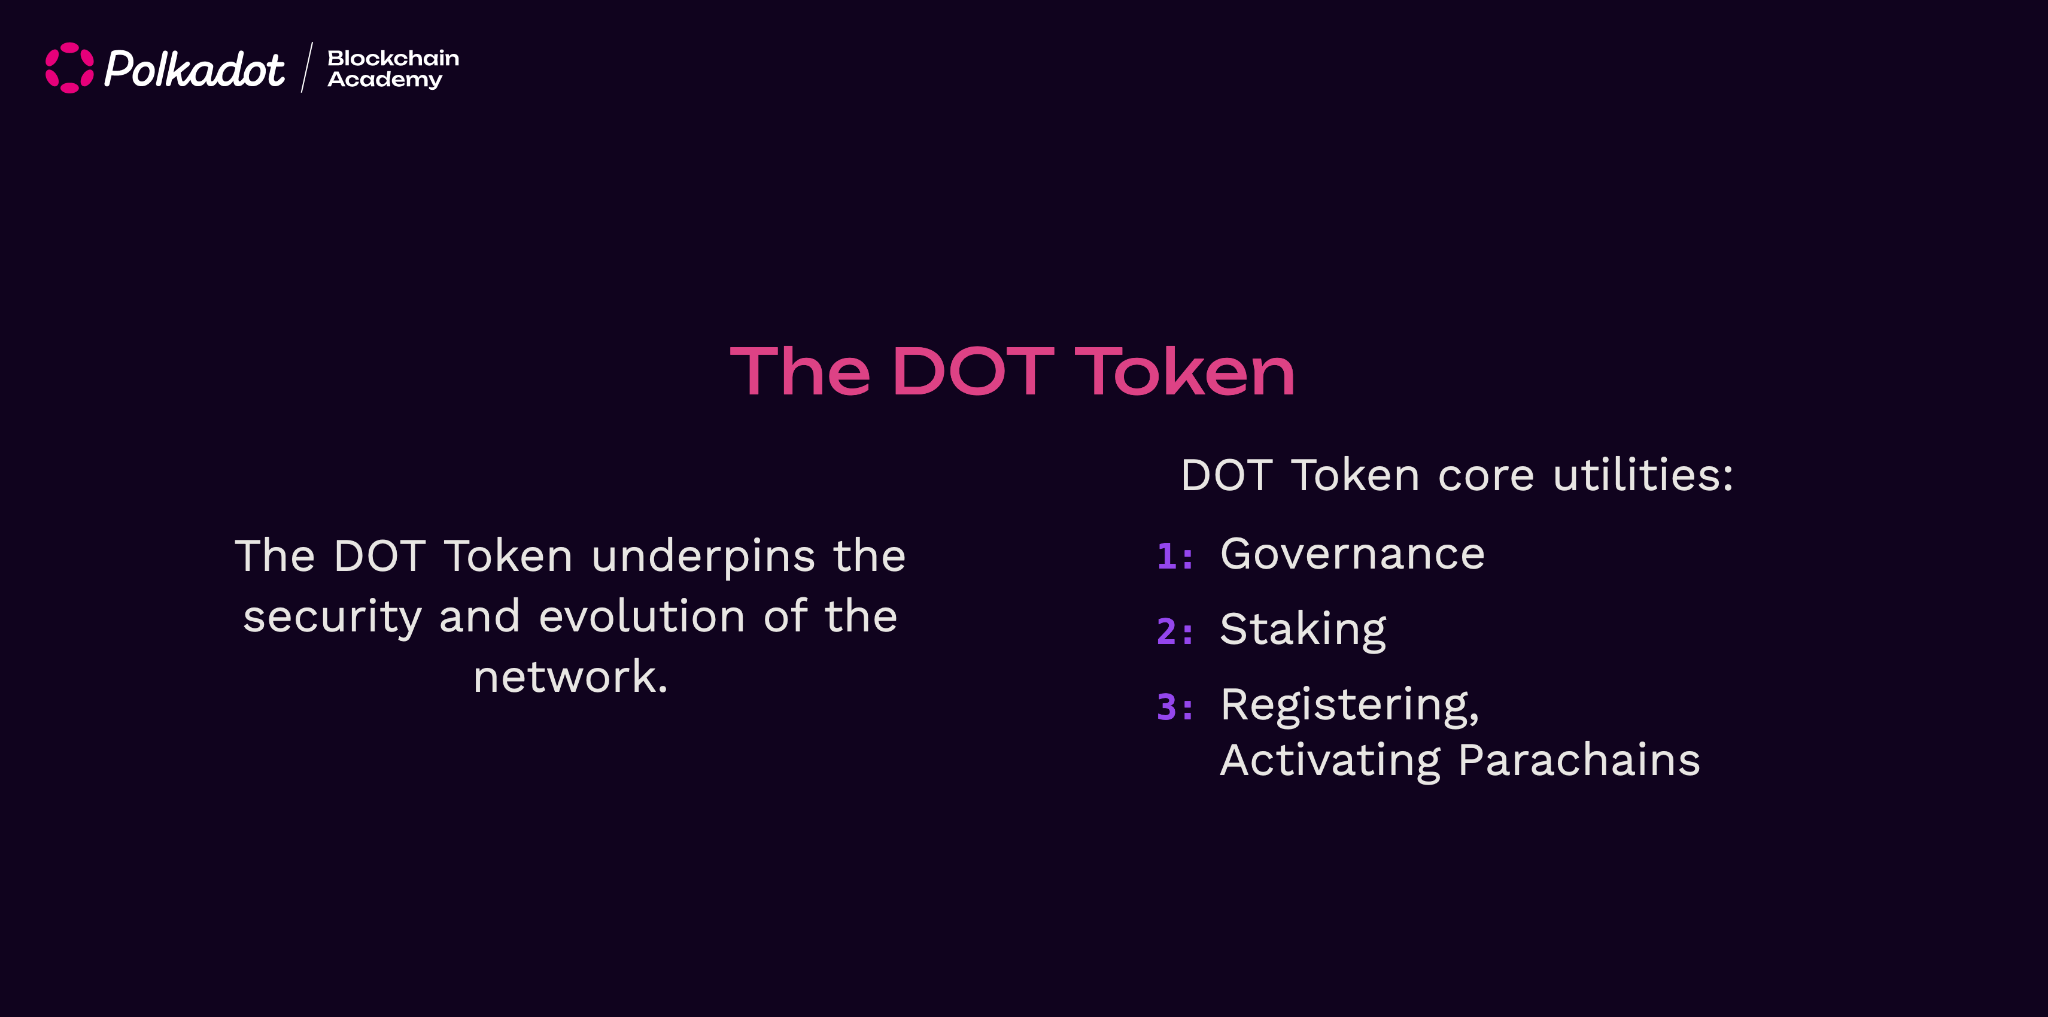 Polkadot
Blockchain
Academy
The DOT Token
The DOT Token underpins the
security and evolution of the
network.
DOT Token core utilities:
1: Governance
2: Staking
3: Registering,
Activating Parachains